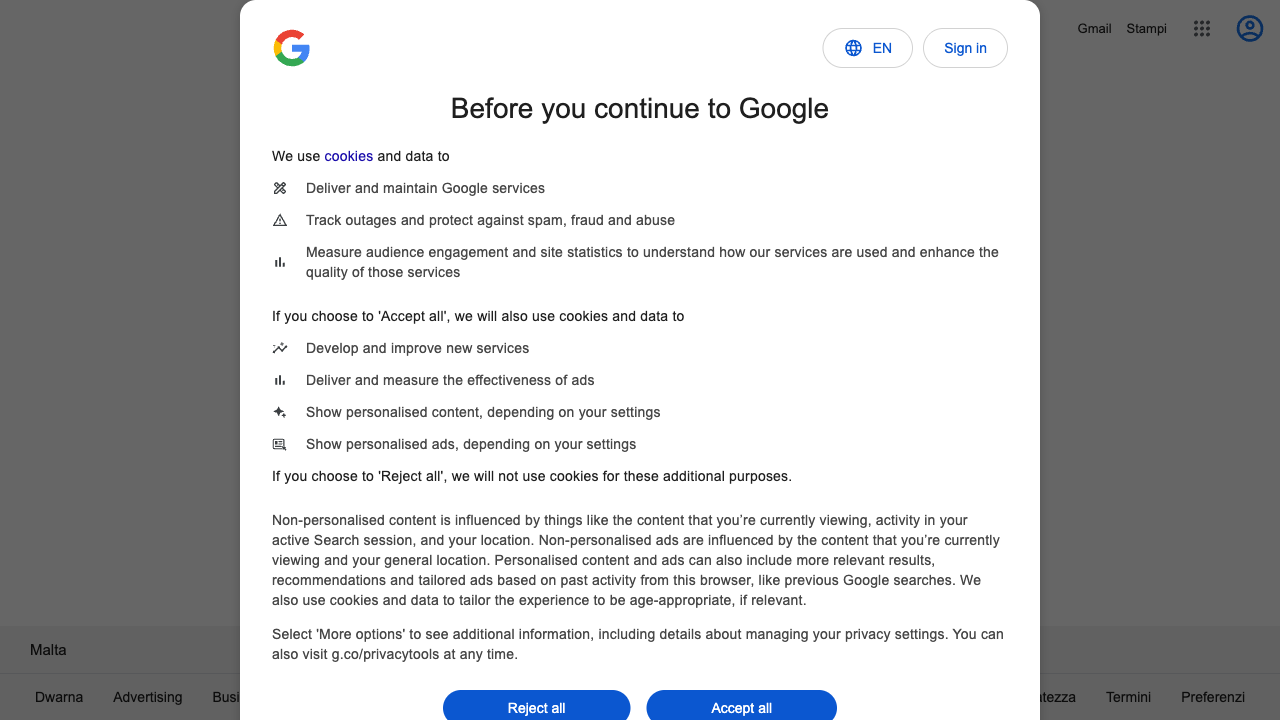 Gmail Stampi
EN Sign in
Before you continue to Google
We use cookies and data to
Deliver and maintain Google services
Track outages and protect against spam, fraud and abuse
Measure audience engagement and site statistics to understand how our services are used and enhance the
quality of those services
If you choose to 'Accept all', we will also use cookies and data to
Develop and improve new services
Deliver and measure the effectiveness of ads
Show personalised content, depending on your settings
Show personalised ads, depending on your settings
If you choose to 'Reject all', we will not use cookies for these additional purposes.
Non-personalised content is influenced by things like the content that you’re currently viewing, activity in your
active Search session, and your location. Non-personalised ads are influenced by the content that you’re currently
viewing and your general location. Personalised content and ads can also include more relevant results,
recommendations and tailored ads based on past activity from this browser, like previous Google searches. We
also use cookies and data to tailor the experience to be age-appropriate, if relevant.
Select 'More options' to see additional information, including details about managing your privacy settings. You can
also visit g.co/privacytools at any time.
Malta
Reject all Accept all
Dwarna Advertising Termini Preferenzi